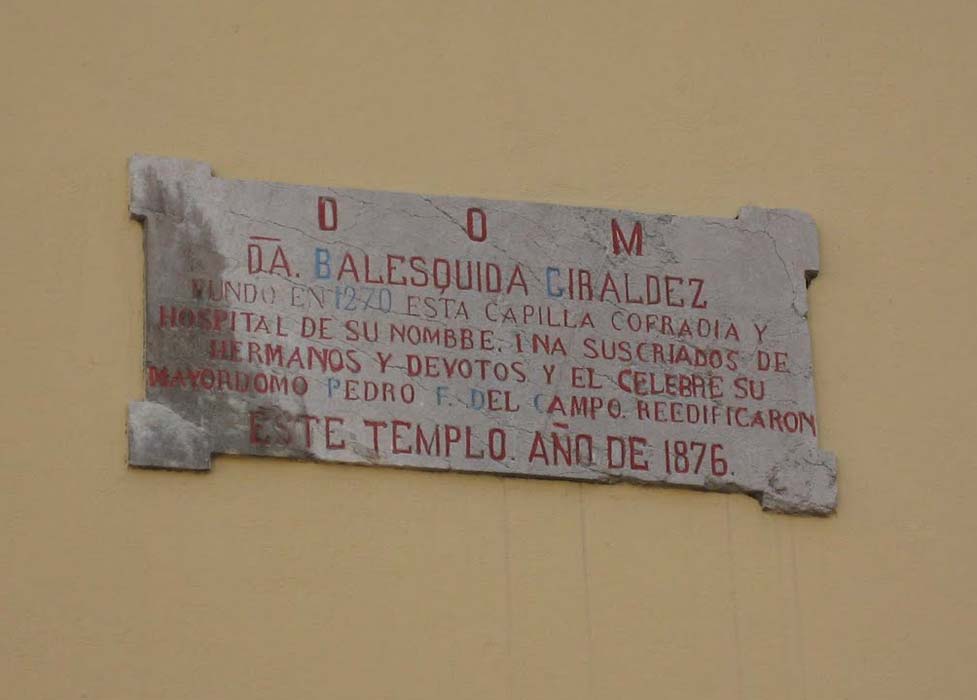 D O M
DA. BALESQUIDA GIRALDEZ
FUNDO EN 1270 ESTA CAPILLA COFRADIA Y
HOSPITAL DE SU NOMBBE. I NA SUSCRIADOS. DE
HERMANOS Y DEVOTOS Y EL CELEBRE SU
MAYORDOMO PEDRO F. DEL CAMPO. REEDIFICARON
ESTE TEMPLO. AÑO DE 1876.